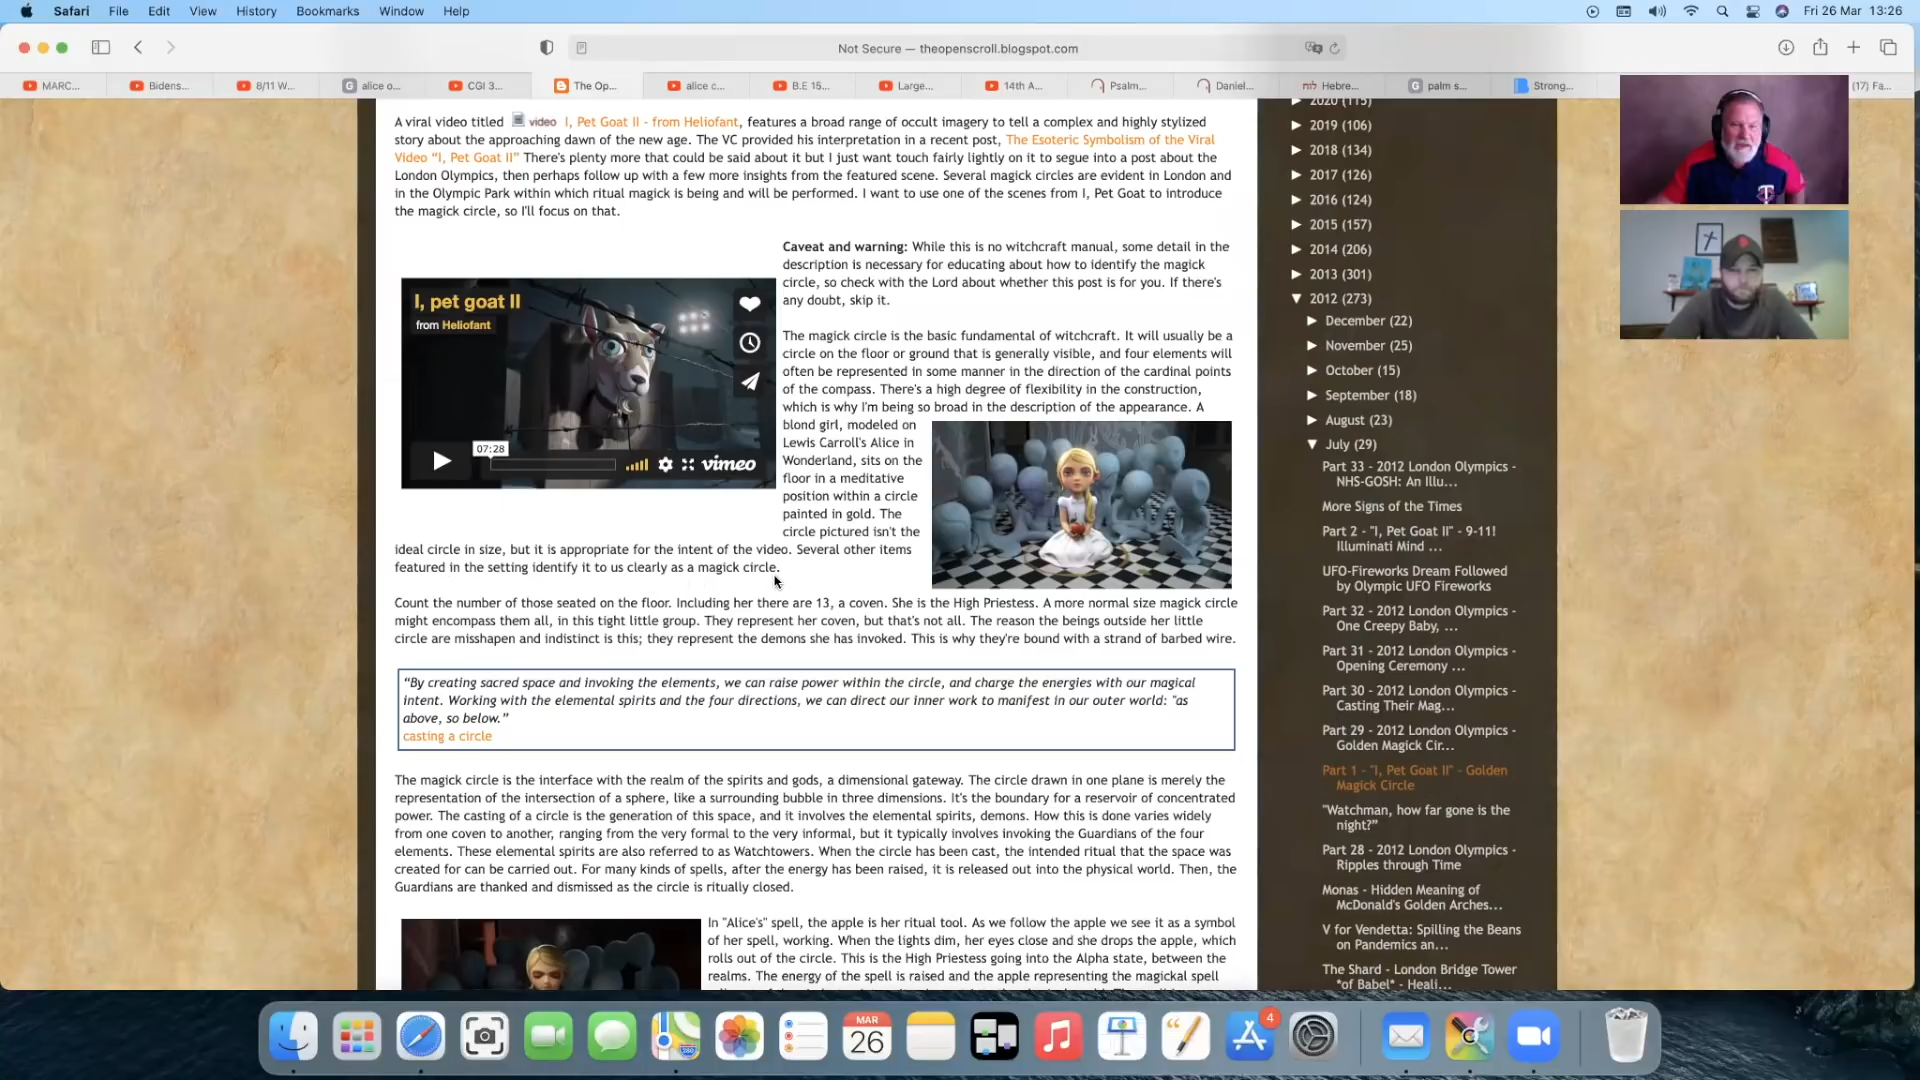 Safari File Edit View History Bookmarks Window Help Fri 26 Mar 13:26
Not Secure — theopenscroll.blogspot.com
MARC... Bidens... 8/11 W... alice o... CGI 3... The Op... alice c... B.E 15... Large... 14th A... Psalm... Daniel... Hebre... palm s... Strong... (17) Fa...
A viral video titled video I, Pet Goat II - from Heliofant, features a broad range of occult imagery to tell a complex and highly stylized
story about the approaching dawn of the new age. The VC provided his interpretation in a recent post, The Esoteric Symbolism of the Viral
Video “I, Pet Goat II” There's plenty more that could be said about it but I just want touch fairly lightly on it to segue into a post about the
London Olympics, then perhaps follow up with a few more insights from the featured scene. Several magick circles are evident in London and
in the Olympic Park within which ritual magick is being and will be performed. I want to use one of the scenes from I, Pet Goat to introduce
the magick circle, so I'll focus on that.
I, pet goat II
from Heliofant
07:28
vimeo
Caveat and warning: While this is no witchcraft manual, some detail in the
description is necessary for educating about how to identify the magick
circle, so check with the Lord about whether this post is for you. If there's
any doubt, skip it.
The magick circle is the basic fundamental of witchcraft. It will usually be a
circle on the floor or ground that is generally visible, and four elements will
often be represented in some manner in the direction of the cardinal points
of the compass. There's a high degree of flexibility in the construction,
which is why I'm being so broad in the description of the appearance. A
blond girl, modeled on
Lewis Carroll's Alice in
Wonderland, sits on the
floor in a meditative
position within a circle
painted in gold. The
circle pictured isn't the
ideal circle in size, but it is appropriate for the intent of the video. Several other items
featured in the setting identify it to us clearly as a magick circle.
Count the number of those seated on the floor. Including her there are 13, a coven. She is the High Priestess. A more normal size magick circle
might encompass them all, in this tight little group. They represent her coven, but that's not all. The reason the beings outside her little
circle are misshapen and indistinct is this; they represent the demons she has invoked. This is why they're bound with a strand of barbed wire.
“By creating sacred space and invoking the elements, we can raise power within the circle, and charge the energies with our magical
intent. Working with the elemental spirits and the four directions, we can direct our inner work to manifest in our outer world: "as
above, so below.”
casting a circle
The magick circle is the interface with the realm of the spirits and gods, a dimensional gateway. The circle drawn in one plane is merely the
representation of the intersection of a sphere, like a surrounding bubble in three dimensions. It's the boundary for a reservoir of concentrated
power. The casting of a circle is the generation of this space, and it involves the elemental spirits, demons. How this is done varies widely
from one coven to another, ranging from the very formal to the very informal, but it typically involves invoking the Guardians of the four
elements. These elemental spirits are also referred to as Watchtowers. When the circle has been cast, the intended ritual that the space was
created for can be carried out. For many kinds of spells, after the energy has been raised, it is released out into the physical world. Then, the
Guardians are thanked and dismissed as the circle is ritually closed.
In "Alice's" spell, the apple is her ritual tool. As we follow the apple we see it as a symbol
of her spell, working. When the lights dim, her eyes close and she drops the apple, which
rolls out of the circle. This is the High Priestess going into the Alpha state, between the
realms. The energy of the spell is raised and the apple representing the magickal spell
2020 (115)
2019 (106)
2018 (134)
2017 (126)
2016 (124)
2015 (157)
2014 (206)
2013 (301)
2012 (273)
December (22)
November (25)
October (15)
September (18)
August (23)
July (29)
Part 33 - 2012 London Olympics -
NHS-GOSH: An Illu...
More Signs of the Times
Part 2 - "I, Pet Goat II" - 9-11!
Illuminati Mind ...
UFO-Fireworks Dream Followed
by Olympic UFO Fireworks
Part 32 - 2012 London Olympics -
One Creepy Baby, ...
Part 31 - 2012 London Olympics -
Opening Ceremony ...
Part 30 - 2012 London Olympics -
Casting Their Mag...
Part 29 - 2012 London Olympics -
Golden Magick Cir...
Part 1 - "I, Pet Goat II" - Golden
Magick Circle
"Watchman, how far gone is the
night?”
Part 28 - 2012 London Olympics -
Ripples through Time
Monas - Hidden Meaning of
McDonald's Golden Arches...
V for Vendetta: Spilling the Beans
on Pandemics an...
The Shard - London Bridge Tower
*of Babel* - Heali...
MAR
26
4